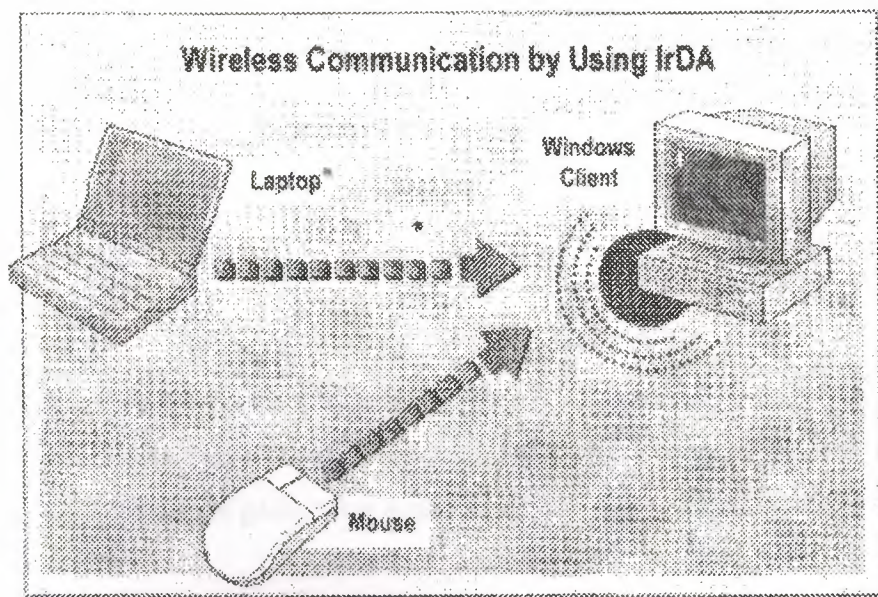 Wireless Communication by Using IrDA
Laptop
Windows
Client
Mouse